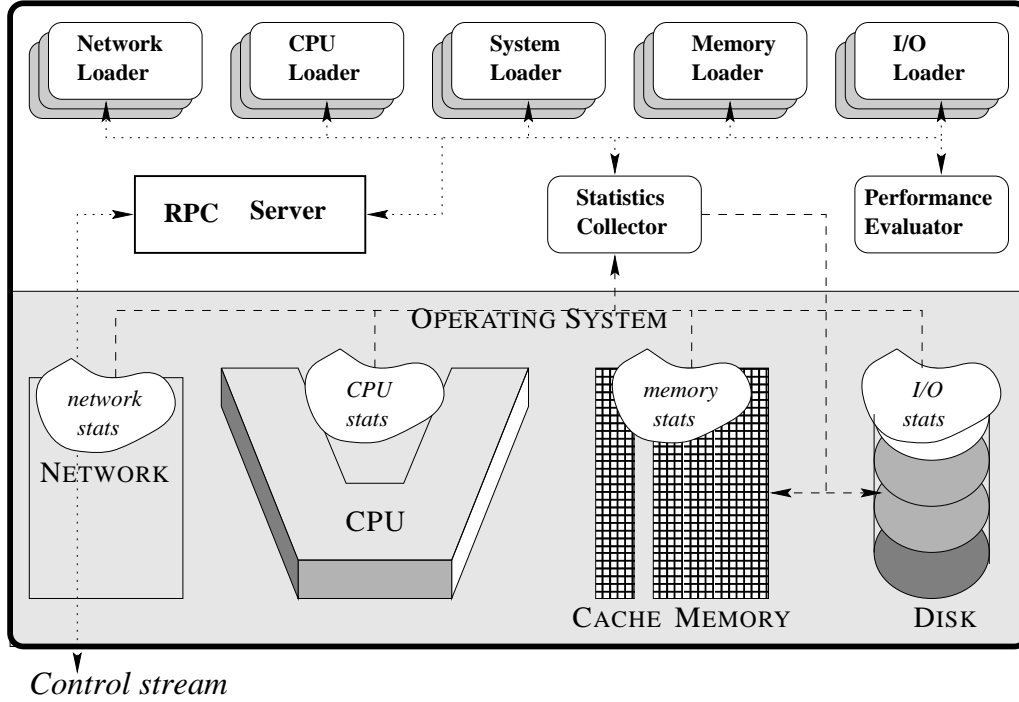 Network
Loader
CPU
Loader
System
Loader
Memory
Loader
I/O
Loader
RPC Server
Statistics
Collector
Performance
Evaluator
OPERATING SYSTEM
network
stats
CPU
stats
memory
stats
I/O
stats
NETWORK
CPU
CACHE MEMORY
DISK
Control stream